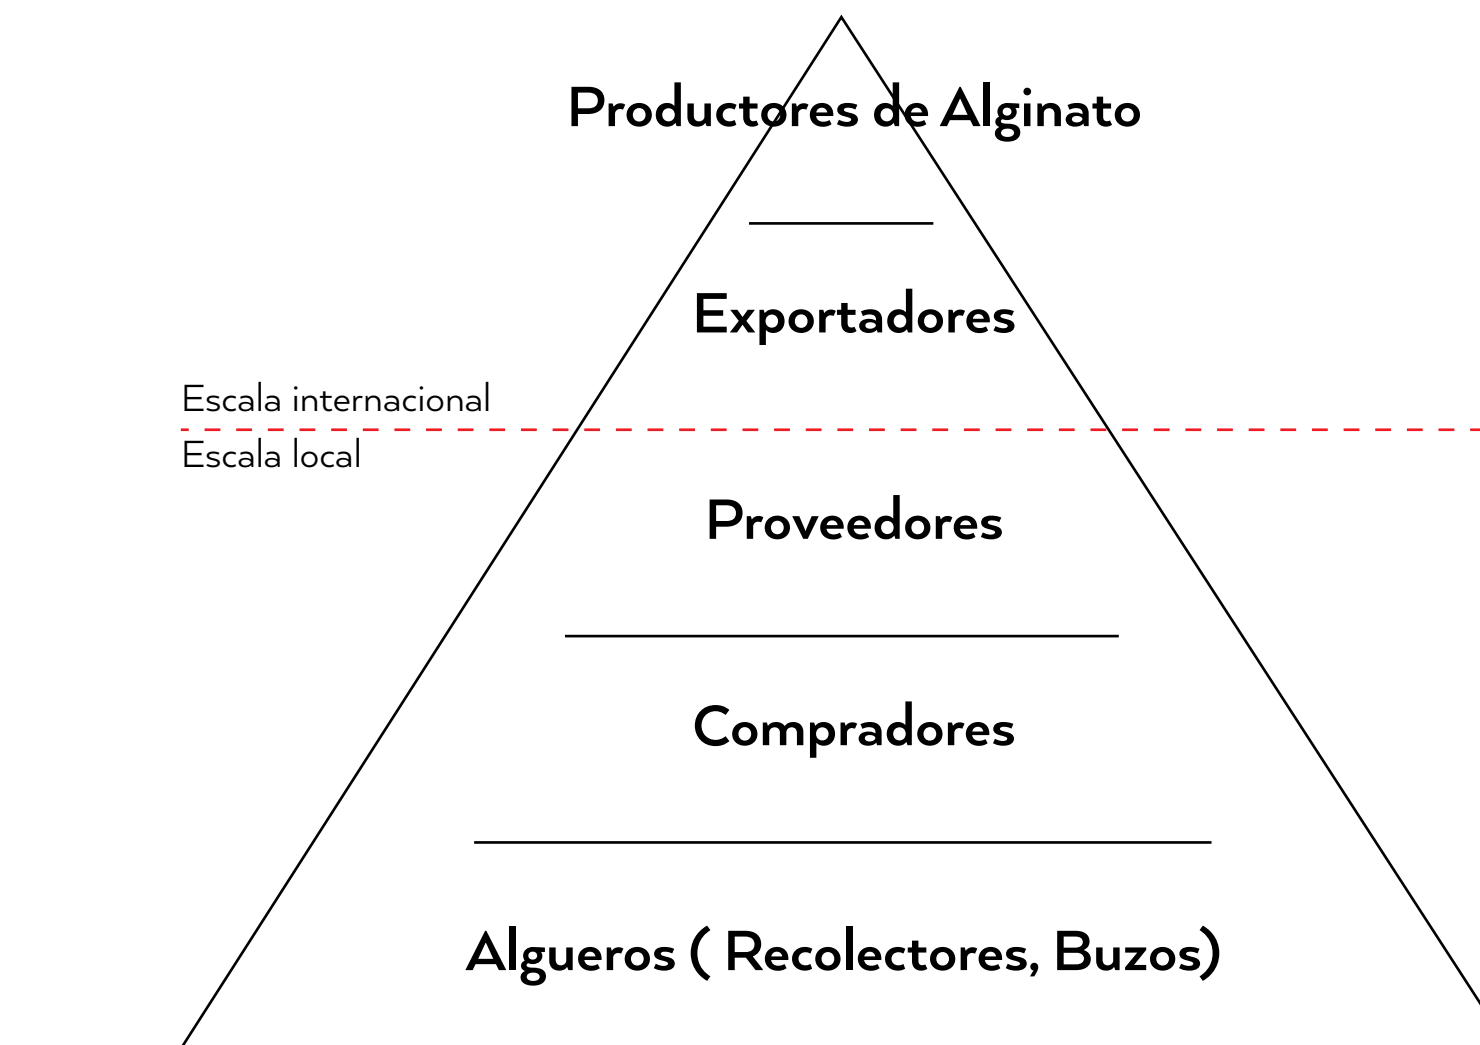 Productores de Alginato
Exportadores
Escala internacional
Escala local
Proveedores
Compradores
Algueros ( Recolectores, Buzos)